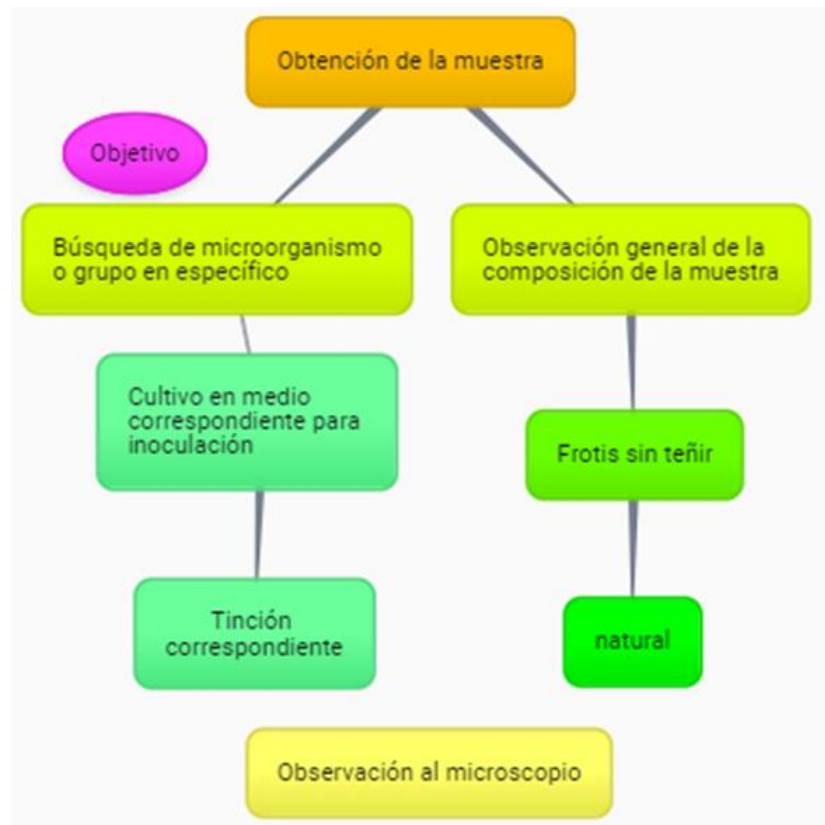 Obtención de la muestra
Objetivo
Búsqueda de microorganismo
o grupo en específico
Observación general de la
composición de la muestra
Cultivo en medio
correspondiente para
inoculación
Frotis sin teñir
Tinción
correspondiente
natural
Observación al microscopio